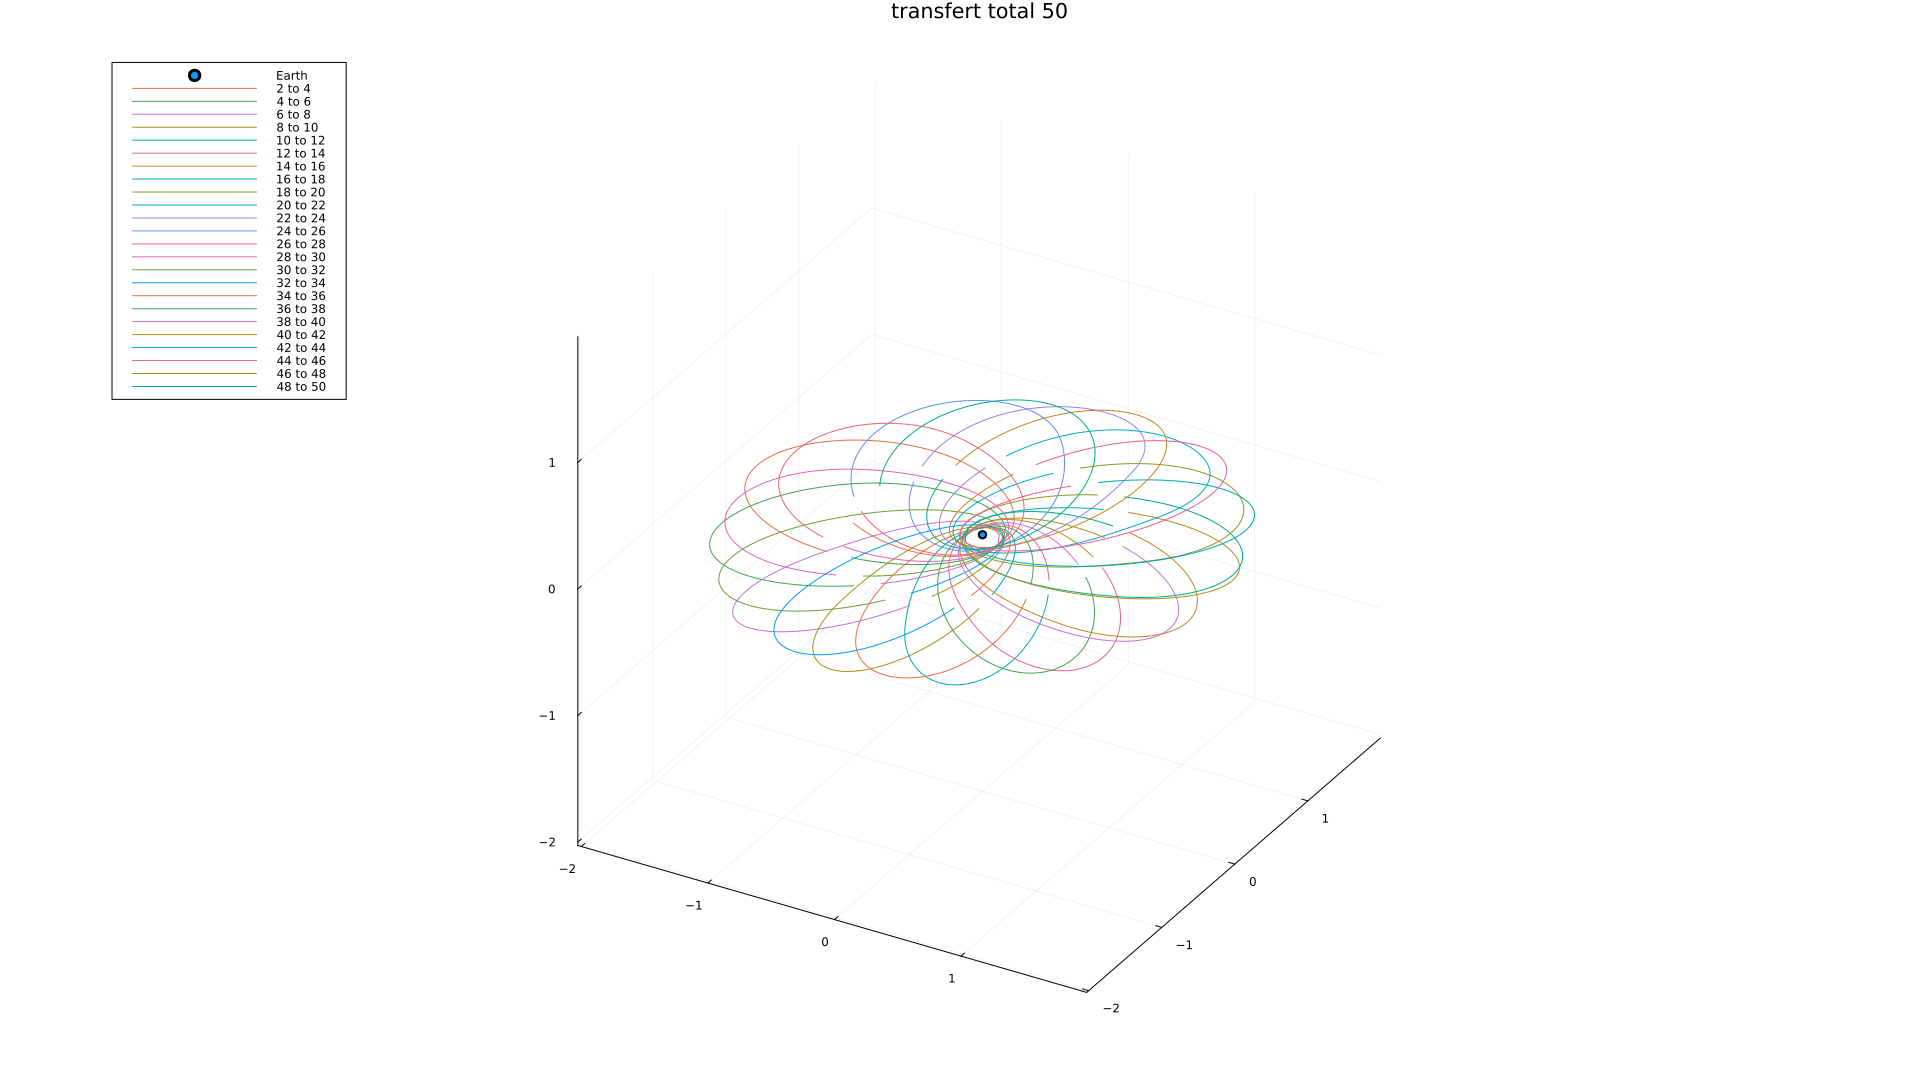 transfert total 50
Earth
2 to 4
4 to 6
6 to 8
8 to 10
10 to 12
12 to 14
14 to 16
16 to 18
18 to 20
20 to 22
22 to 24
24 to 26
26 to 28
28 to 30
30 to 32
32 to 34
34 to 36
36 to 38
38 to 40
40 to 42
42 to 44
44 to 46
46 to 48
48 to 50
1
0
−1
−2
−2
−1
0
1
1
0
−1
−2